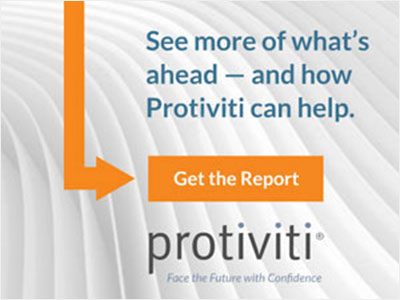 See more of what's
ahead — and how
Protiviti can help.
Get the Report
protiviti®
Face the Future with Confidence